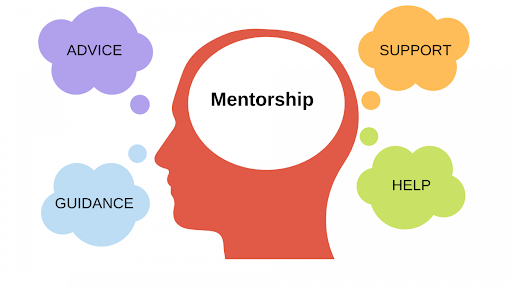 ADVICE
SUPPORT
Mentorship
GUIDANCE
HELP